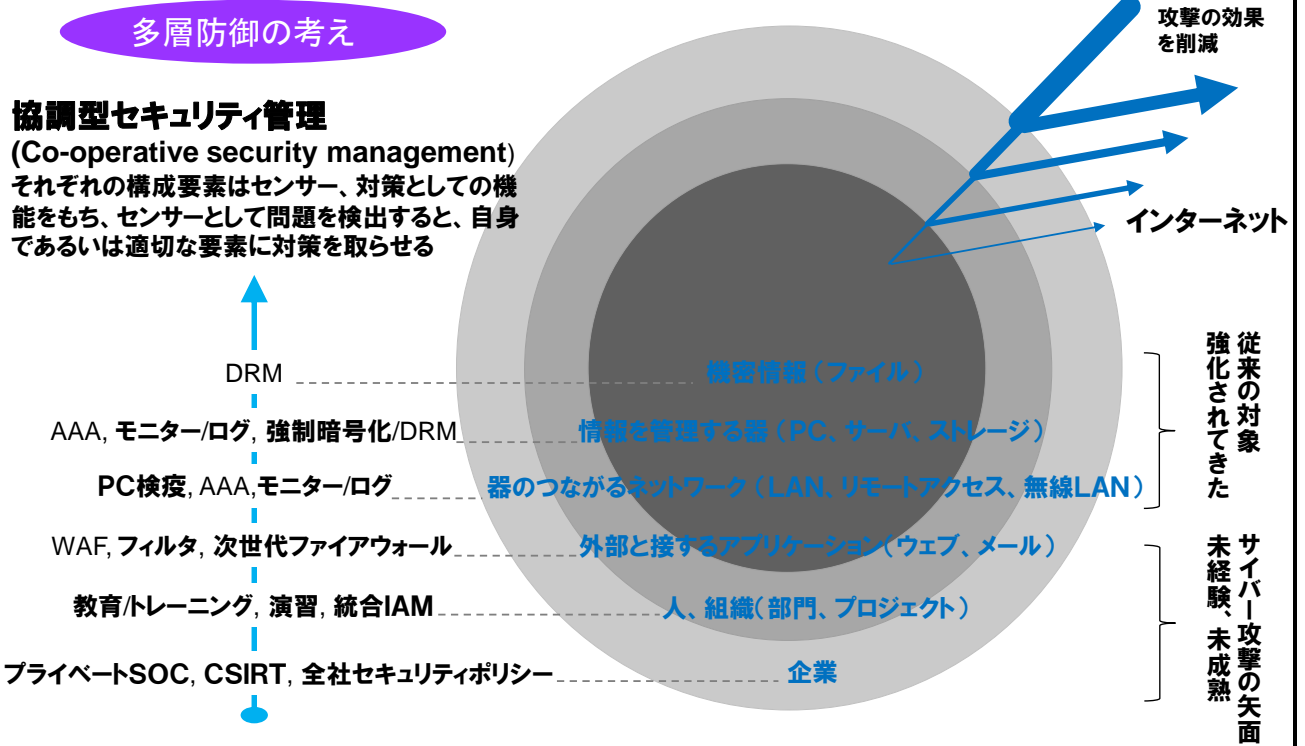 多層防御の考え
攻撃の効果
を削減
協調型セキュリティ管理
(Co-operative security management)
それぞれの構成要素はセンサー、対策としての機
能をもち、センサーとして問題を検出すると、自身
であるいは適切な要素に対策を取らせる
インターネット
DRM
機密情報（ファイル）
AAA, モニター/ログ, 強制暗号化/DRM
情報を管理する器（PC、サーバ、ストレージ）
PC検疫, AAA,モニター/ログ
器のつながるネットワーク（LAN、リモートアクセス、無線LAN）
従来の対象
強化されてきた
WAF, フィルタ, 次世代ファイアウォール
外部と接するアプリケーション（ウェブ、メール）
教育/トレーニング, 演習, 統合IAM
人、組織（部門、プロジェクト）
プライベートSOC, CSIRT, 全社セキュリティポリシー
企業
サイバー攻撃の矢面
未経験、未成熟